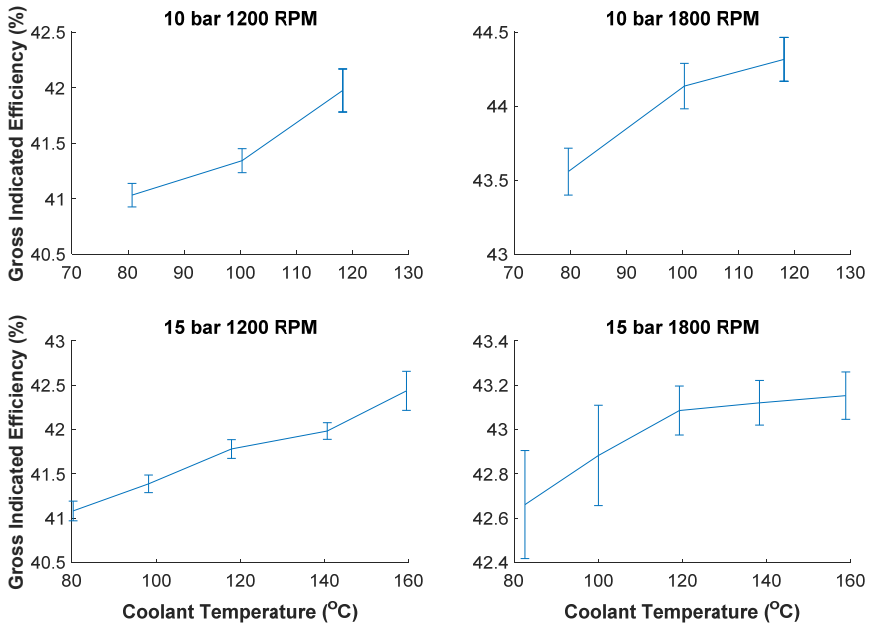 10 bar 1200 RPM
Gross Indicated Efficiency (%)
42.5
42
41.5
41
40.5
70 80 90 100 110 120 130
10 bar 1800 RPM
44.5
44
43.5
43
70 80 90 100 110 120 130
15 bar 1200 RPM
Gross Indicated Efficiency (%)
43
42.5
42
41.5
41
40.5
80 100 120 140 160
Coolant Temperature (°C)
15 bar 1800 RPM
43.4
43.2
43
42.8
42.6
42.4
80 100 120 140 160
Coolant Temperature (°C)